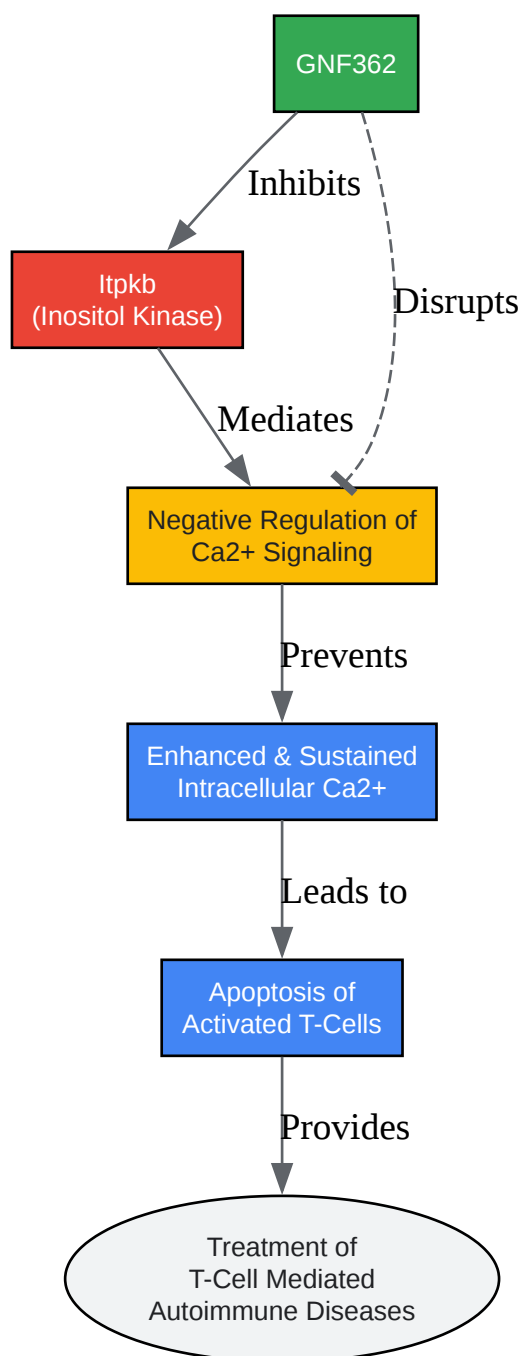 GNF362
Inhibits
Itpkb
(Inositol Kinase)
Disrupts
Mediates
Negative Regulation of
Ca2+ Signaling
Prevents
Enhanced & Sustained
Intracellular Ca2+
Leads to
Apoptosis of
Activated T-Cells
Provides
Treatment of
T-Cell Mediated
Autoimmune Diseases